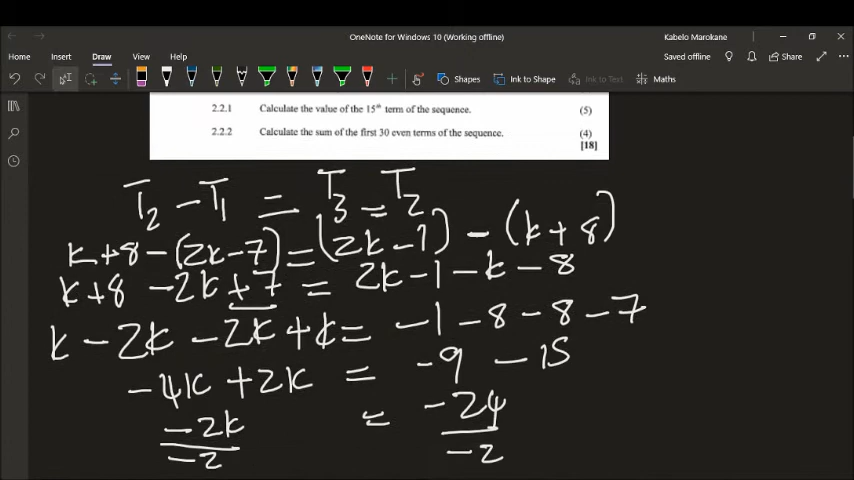 OneNote for Windows 10 (Working offline)
Kabelo Marokane
Home Insert Draw View Help
Saved offline Share
Shapes Ink to Shape Ink to Text Maths
2.2.1 Calculate the value of the 15th term of the sequence. (5)
2.2.2 Calculate the sum of the first 30 even terms of the sequence. (4)
[18]
T2 - T1 = T3 = T2
k+8 - (2k-7) = (2k-1) - (k+8)
k+8 -2k +7 = 2k-1-k-8
k - 2k - 2k + k = -1 -8 -8 -7
-4k + 2k = -9 - 15
-2k = -24
-2 -2